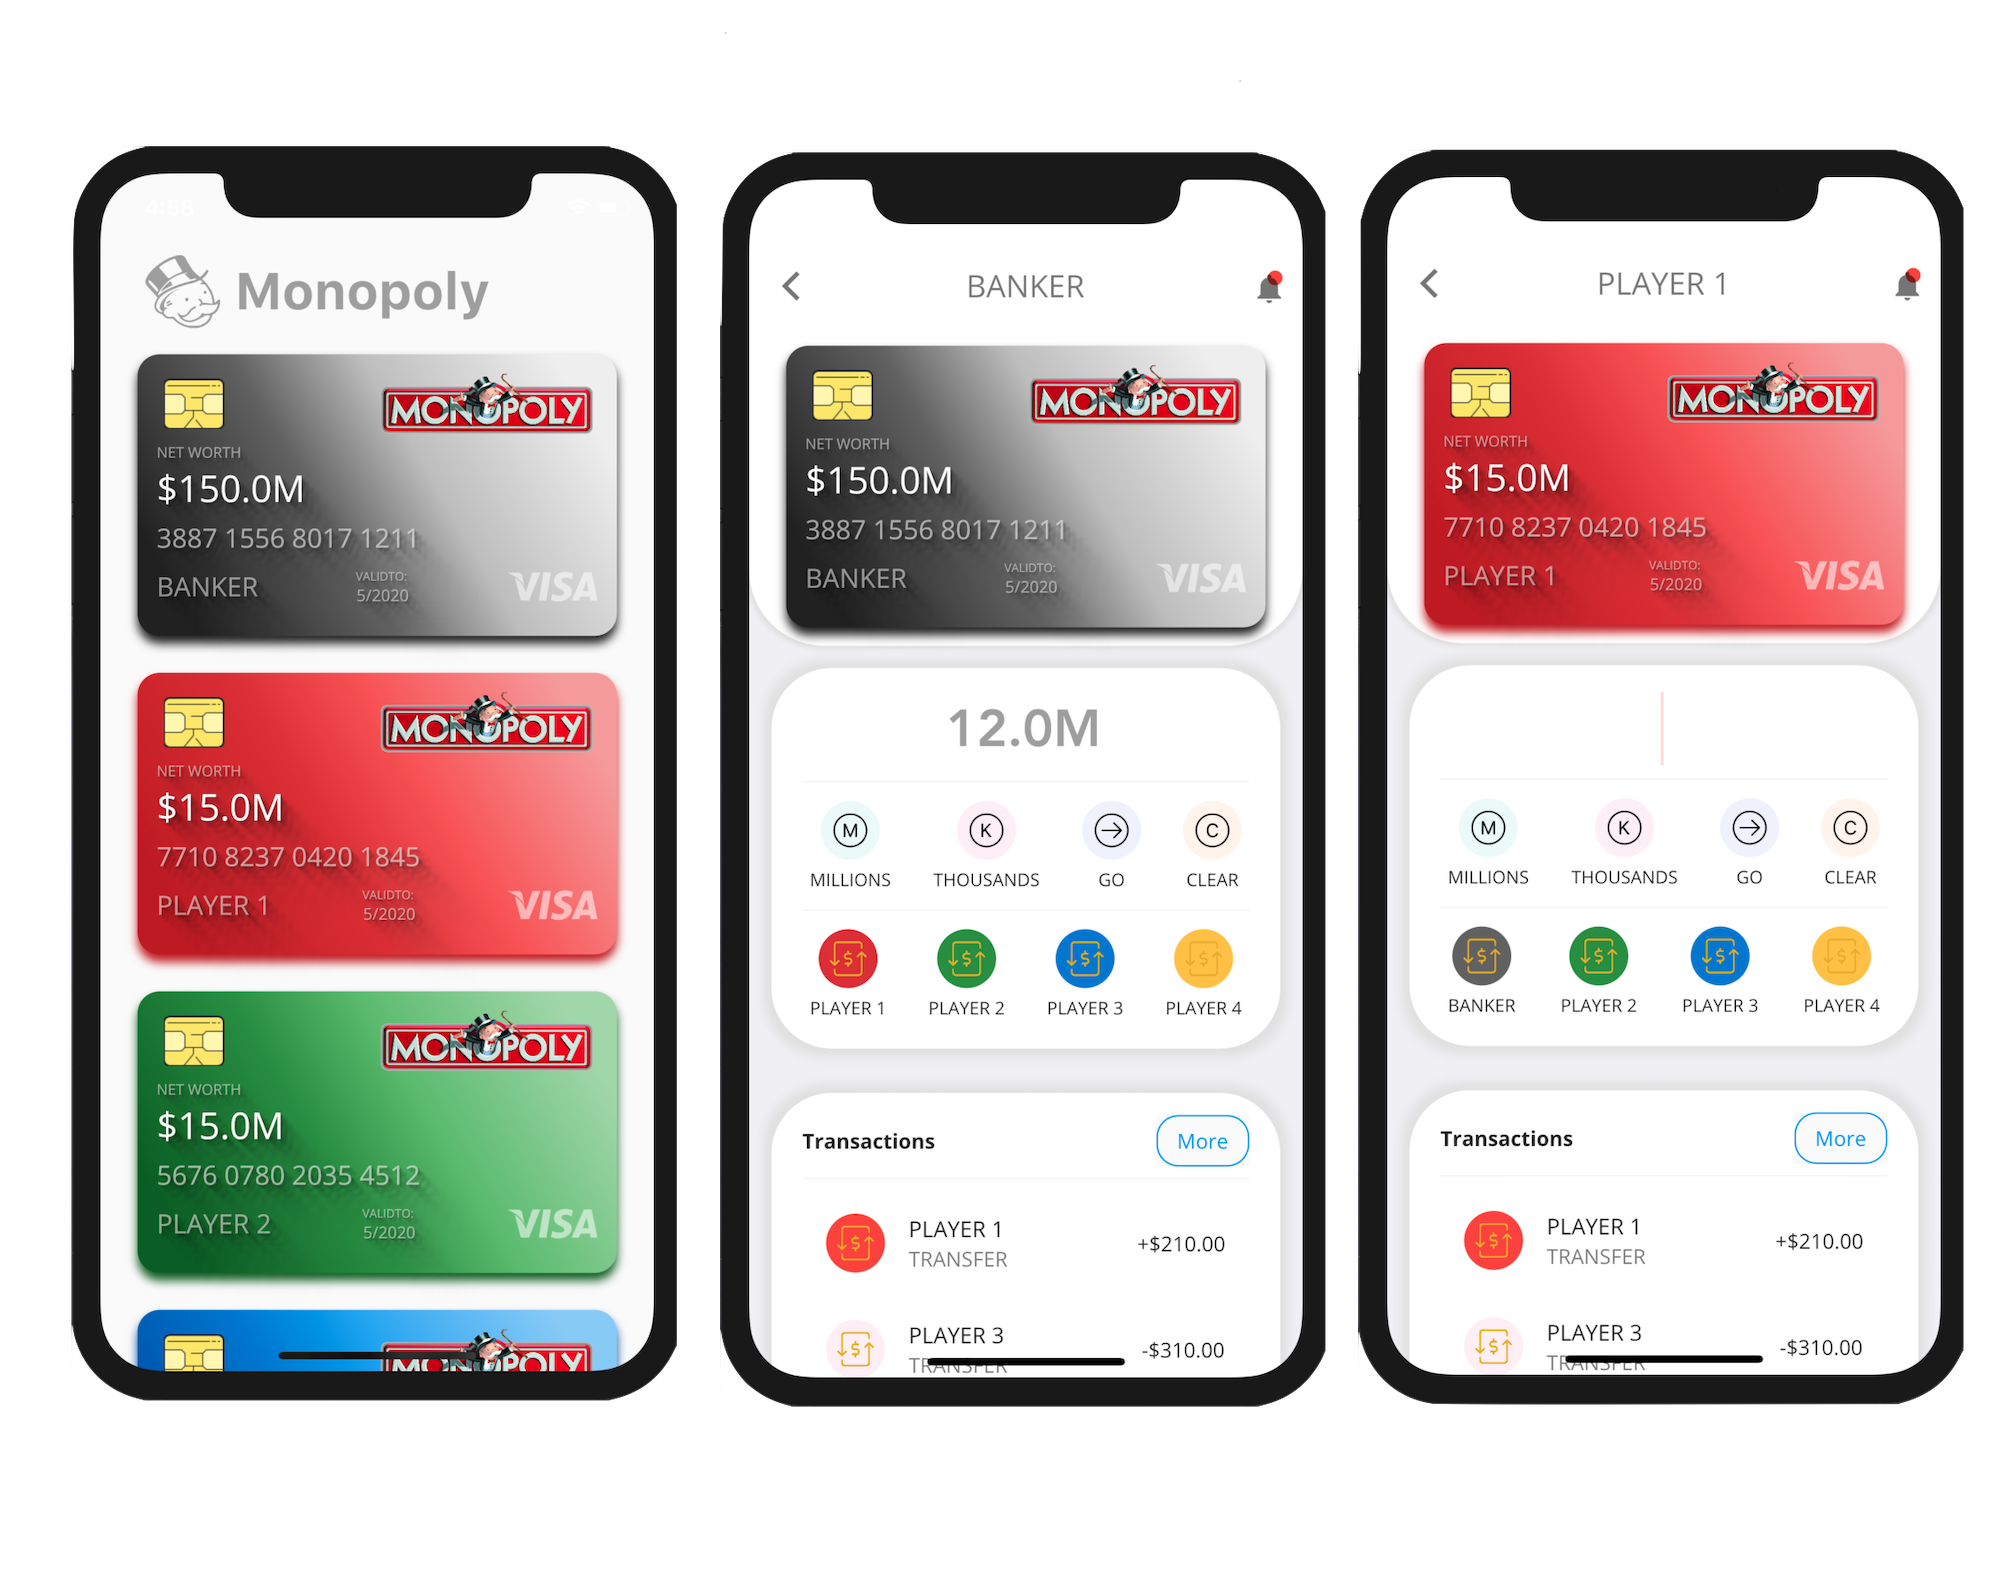 4:58
Monopoly
MONOPOLY
NET WORTH
$150.0M
3887 1556 8017 1211
BANKER
VALIDTO:
5/2020
VISA
MONOPOLY
NET WORTH
$15.0M
7710 8237 0420 1845
PLAYER 1
VALIDTO:
5/2020
VISA
MONOPOLY
NET WORTH
$15.0M
5676 0780 2035 4512
PLAYER 2
VALIDTO:
5/2020
VISA
MONOPOLY
BANKER
MONOPOLY
NET WORTH
$150.0M
3887 1556 8017 1211
BANKER
VALIDTO:
5/2020
VISA
12.0M
M K C
MILLIONS THOUSANDS GO CLEAR
$ $ $ $
PLAYER 1 PLAYER 2 PLAYER 3 PLAYER 4
Transactions More
$
PLAYER 1 +$210.00
TRANSFER
$
PLAYER 3 -$310.00
TRANSFER
PLAYER 1
MONOPOLY
NET WORTH
$15.0M
7710 8237 0420 1845
PLAYER 1
VALIDTO:
5/2020
VISA
M K C
MILLIONS THOUSANDS GO CLEAR
$ $ $ $
BANKER PLAYER 2 PLAYER 3 PLAYER 4
Transactions More
$
PLAYER 1 +$210.00
TRANSFER
$
PLAYER 3 -$310.00
TRANSFER